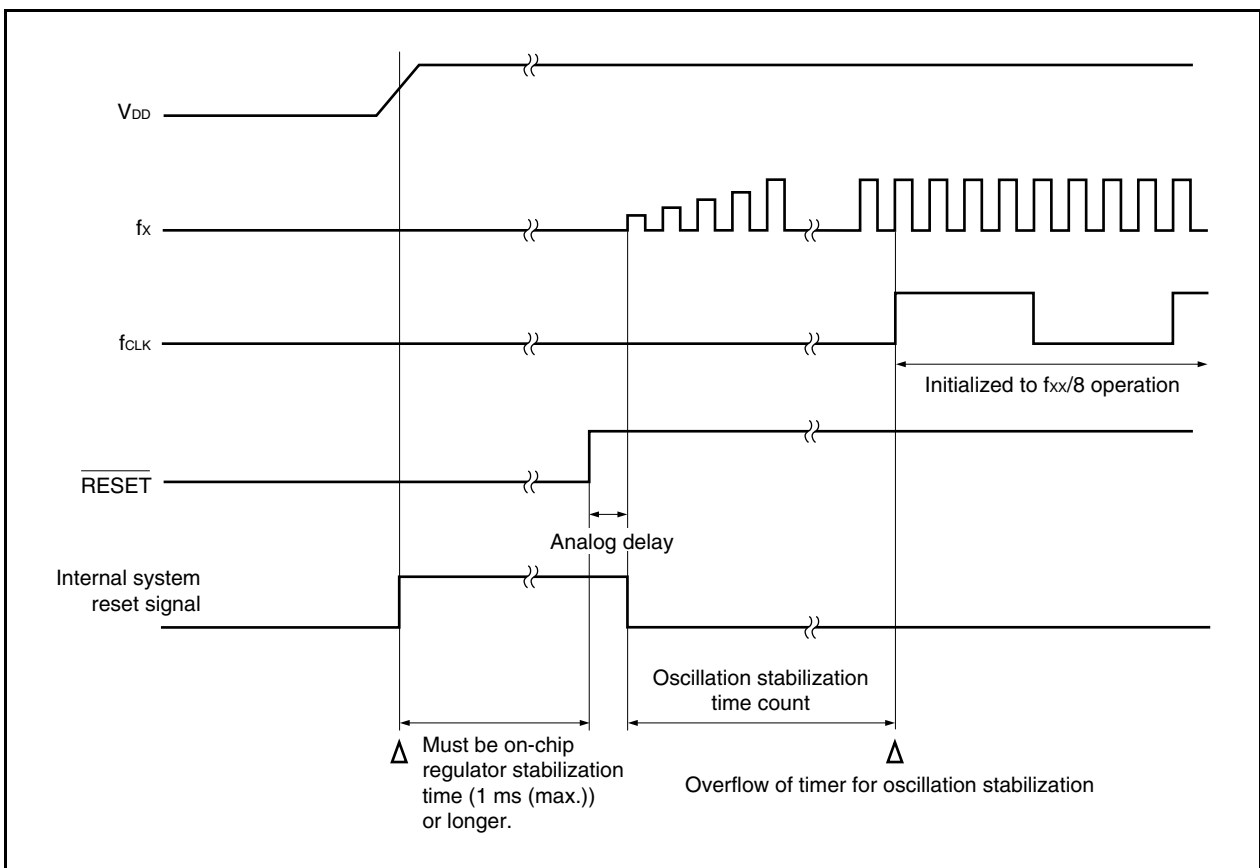 VDD
fX
fCLK
Initialized to fXX/8 operation
RESET
Analog delay
Internal system
reset signal
Oscillation stabilization
time count
Must be on-chip
regulator stabilization
time (1 ms (max.))
or longer.
Overflow of timer for oscillation stabilization